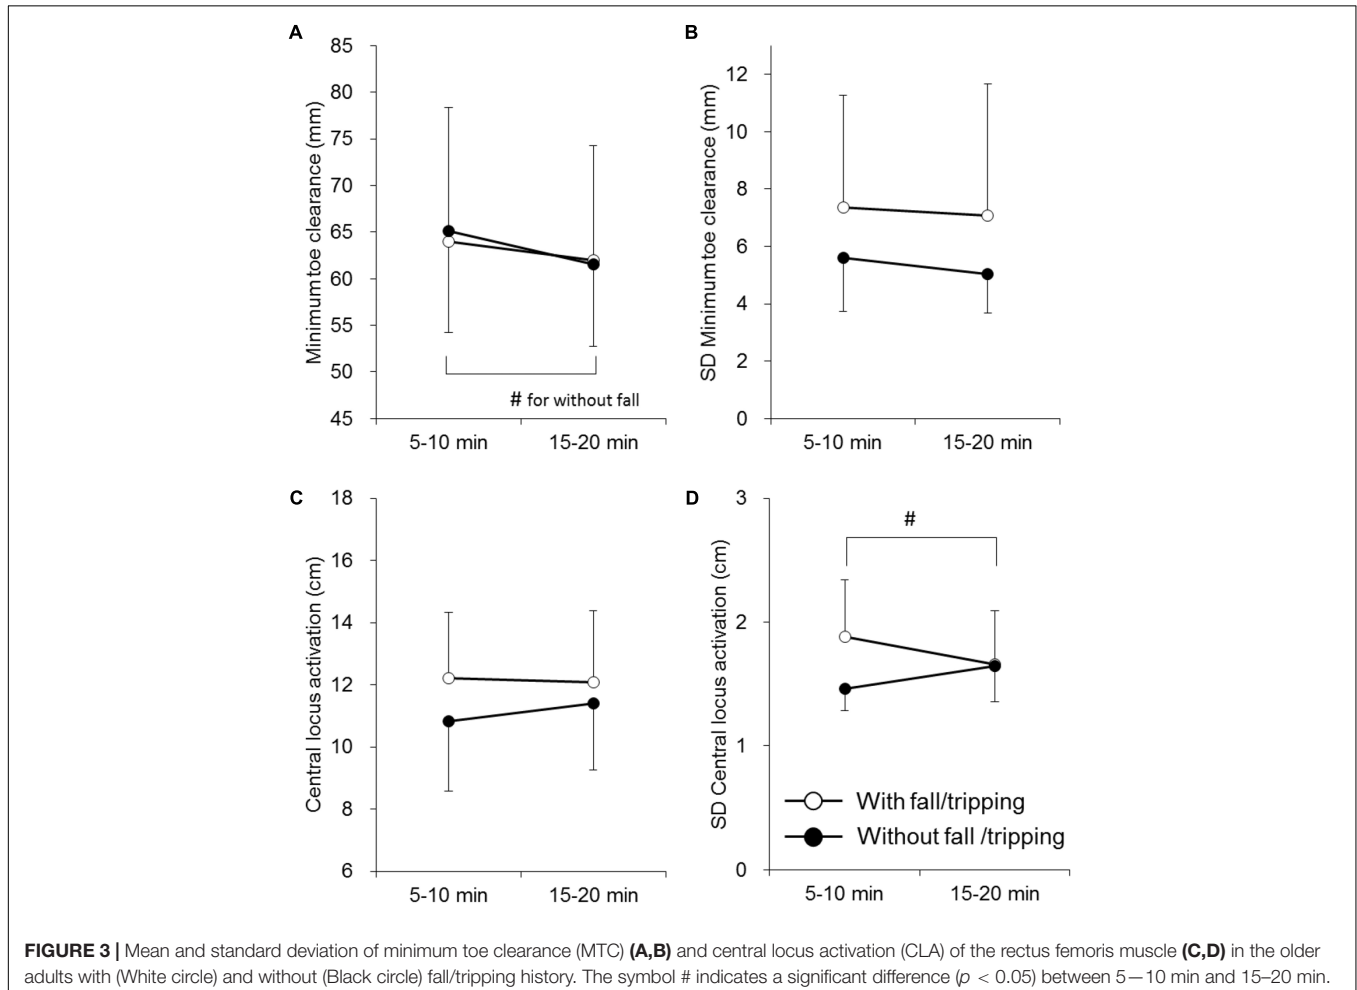 A
B
85
80
75
70
65
60
55
50
45
Minimum toe clearance (mm)
# for without fall
5-10 min 15-20 min
12
10
8
6
4
2
0
SD Minimum toe clearance (mm)
5-10 min 15-20 min
C
18
16
14
12
10
8
6
Central locus activation (cm)
5-10 min 15-20 min
D
3
2
1
0
SD Central locus activation (cm)
#
With fall/tripping
Without fall /tripping
5-10 min 15-20 min
FIGURE 3 | Mean and standard deviation of minimum toe clearance (MTC) (A,B) and central locus activation (CLA) of the rectus femoris muscle (C,D) in the older
adults with (White circle) and without (Black circle) fall/tripping history. The symbol # indicates a significant difference (p < 0.05) between 5—10 min and 15–20 min.